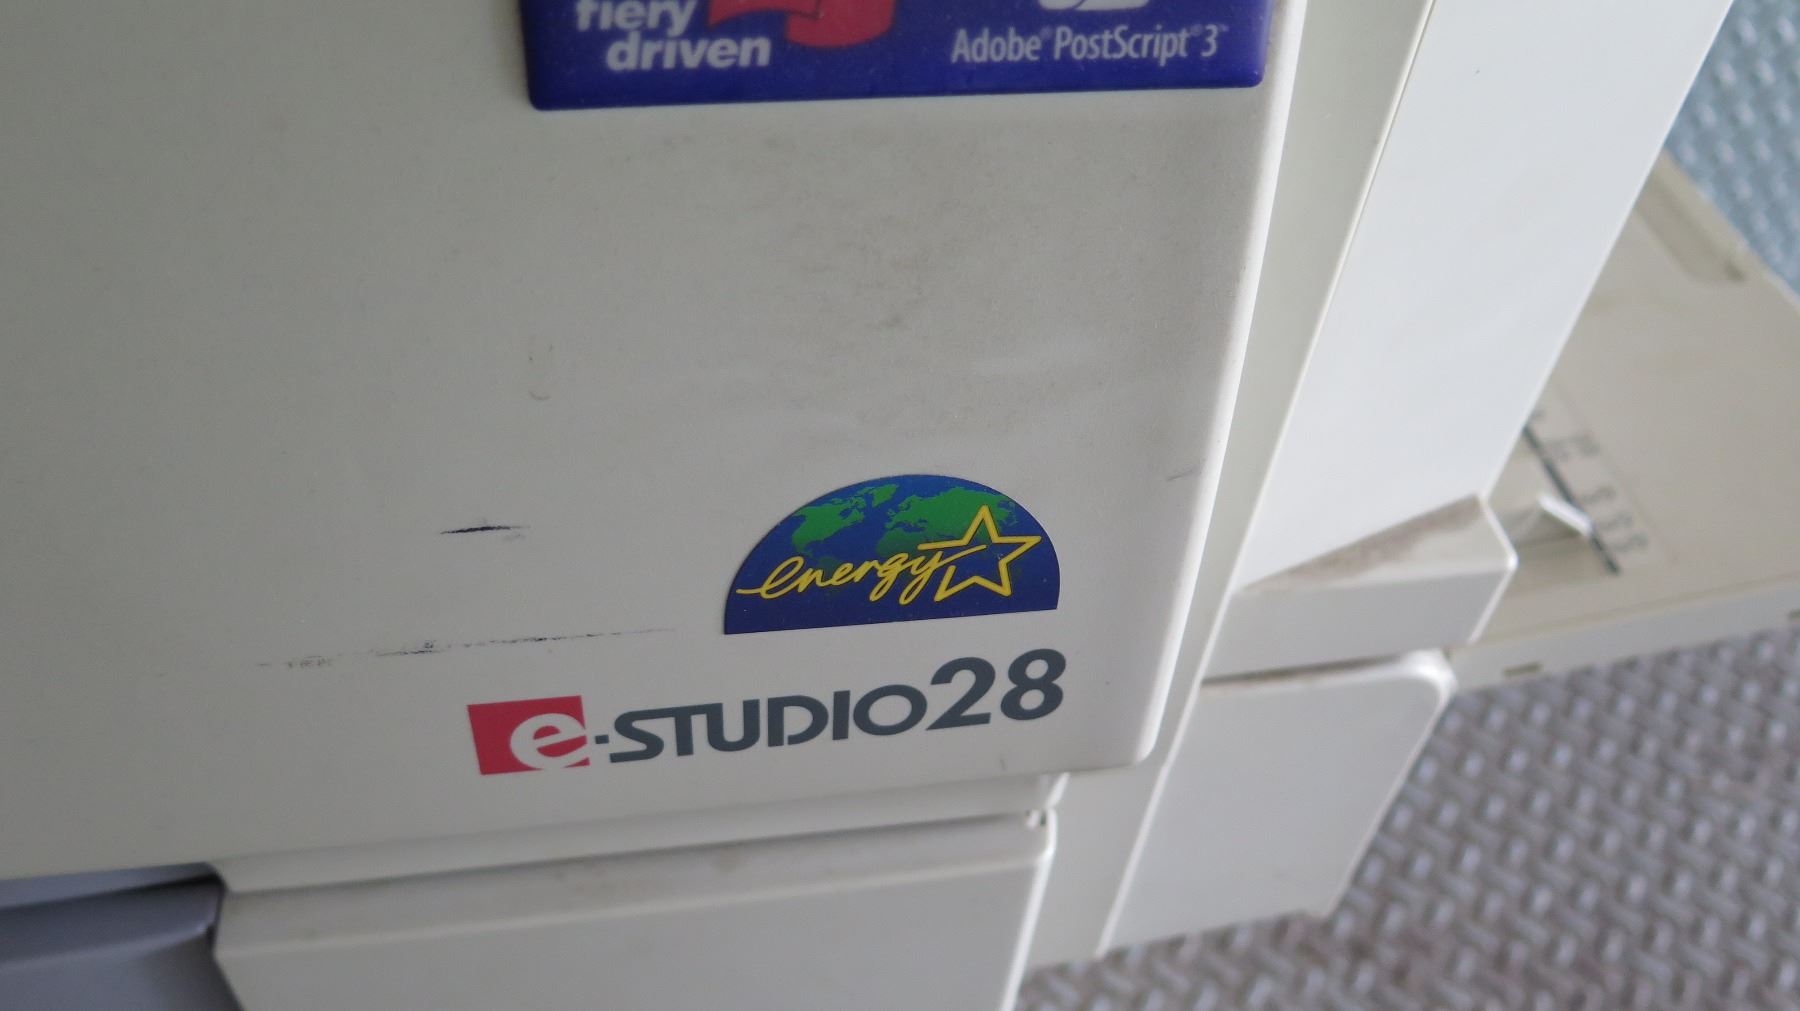 fiery
driven
Adobe® PostScript® 3™
energy
e-STUDIO28